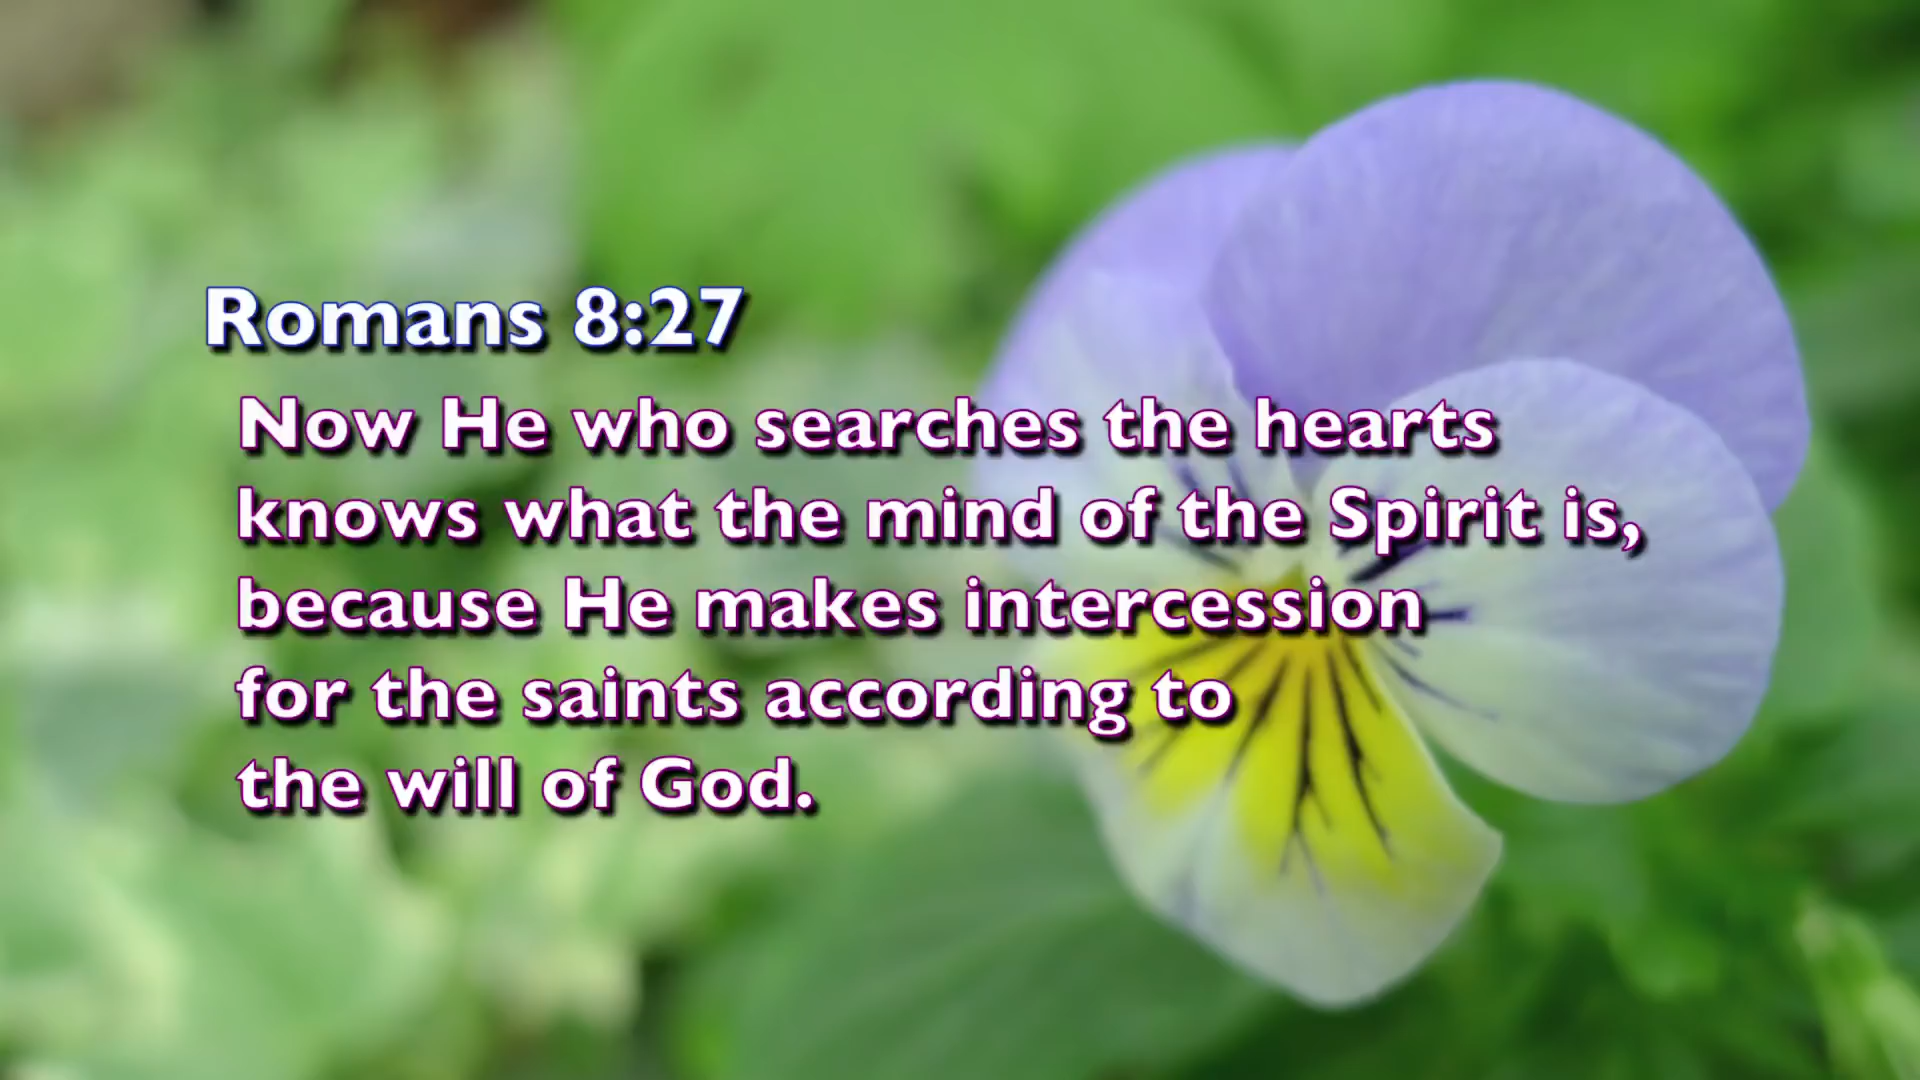 Romans 8:27
Now He who searches the hearts
knows what the mind of the Spirit is,
because He makes intercession
for the saints according to
the will of God.